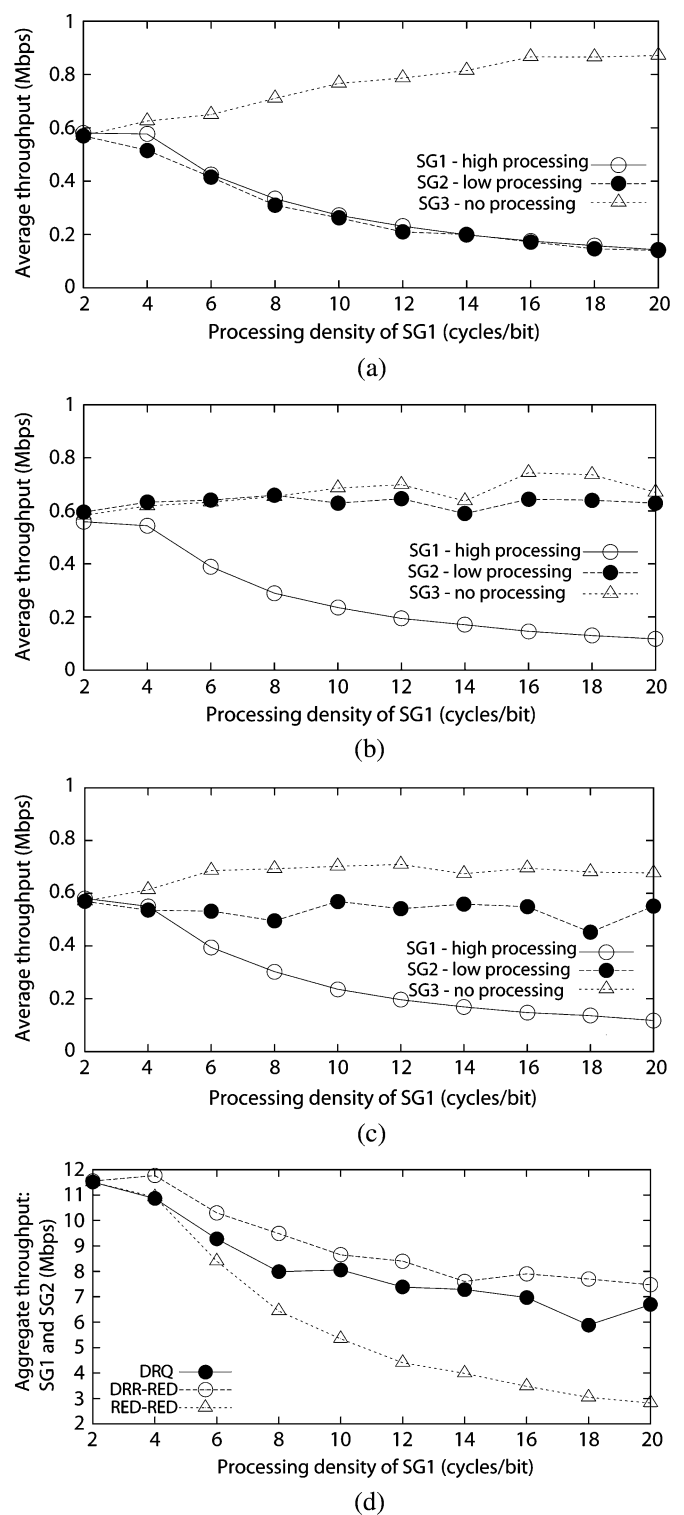 1
0.8
0.6
0.4
0.2
0
Average throughput (Mbps)
SG1 - high processing
SG2 - low processing
SG3 - no processing
2 4 6 8 10 12 14 16 18 20
Processing density of SG1 (cycles/bit)
(a)
1
0.8
0.6
0.4
0.2
0
Average throughput (Mbps)
SG1 - high processing
SG2 - low processing
SG3 - no processing
2 4 6 8 10 12 14 16 18 20
Processing density of SG1 (cycles/bit)
(b)
1
0.8
0.6
0.4
0.2
0
Average throughput (Mbps)
SG1 - high processing
SG2 - low processing
SG3 - no processing
2 4 6 8 10 12 14 16 18 20
Processing density of SG1 (cycles/bit)
(c)
12
11
10
9
8
7
6
5
4
3
2
Aggregate throughput:
SG1 and SG2 (Mbps)
DRQ
DRR-RED
RED-RED
2 4 6 8 10 12 14 16 18 20
Processing density of SG1 (cycles/bit)
(d)